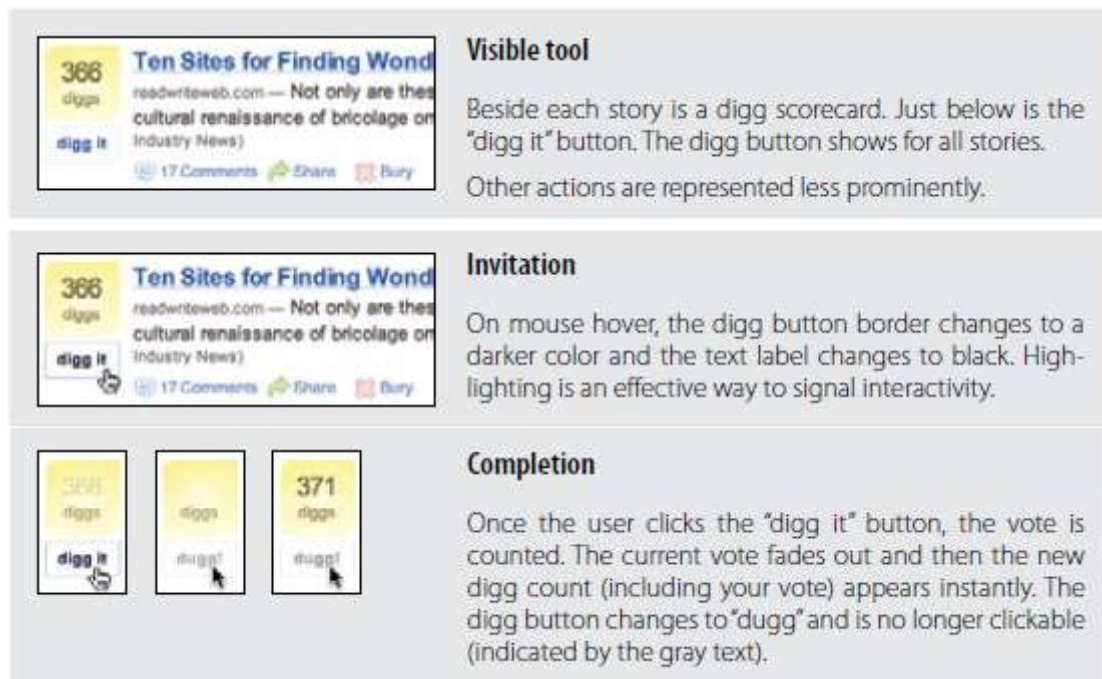 366
diggs
digg it
Ten Sites for Finding Wond
readwriteweb.com — Not only are thes
cultural renaissance of bricolage on
Industry News)
17 Comments Share Bury
Visible tool
Beside each story is a digg scorecard. Just below is the
“digg it” button. The digg button shows for all stories.
Other actions are represented less prominently.
366
diggs
digg it
Ten Sites for Finding Wond
readwriteweb.com — Not only are thes
cultural renaissance of bricolage on
Industry News)
17 Comments Share Bury
Invitation
On mouse hover, the digg button border changes to a
darker color and the text label changes to black. High-
lighting is an effective way to signal interactivity.
366
diggs
digg it
diggs
dugg!
371
diggs
dugg!
Completion
Once the user clicks the “digg it” button, the vote is
counted. The current vote fades out and then the new
digg count (including your vote) appears instantly. The
digg button changes to “dugg” and is no longer clickable
(indicated by the gray text).